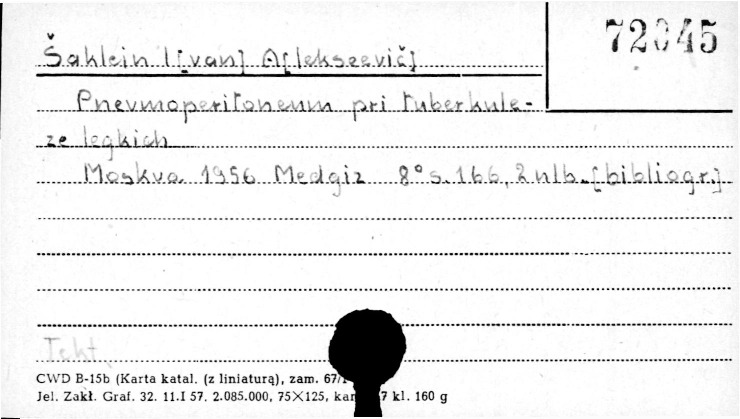 72045
Šaklein I[van] A[lekseevič]
Pnevmoperitoneum pri tuberkule-
ze legkich
Moskva 1956 Medgiz 8° s. 166, 2 nlb. [bibliogr.]
Tekt
CWD B-15b (Karta katal. (z liniaturą), zam. 67/
Jel. Zakł. Graf. 32. 11.I 57. 2.085.000, 75×125, kar 7 kl. 160 g